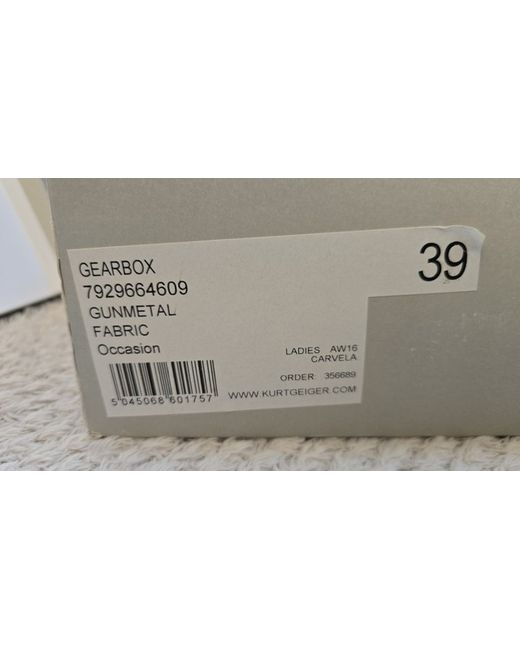 GEARBOX
39
7929664609
GUNMETAL
FABRIC
Occasion
LADIES AW16
CARVELA
ORDER: 356689
5 045068 601757
WWW.KURTGEIGER.COM